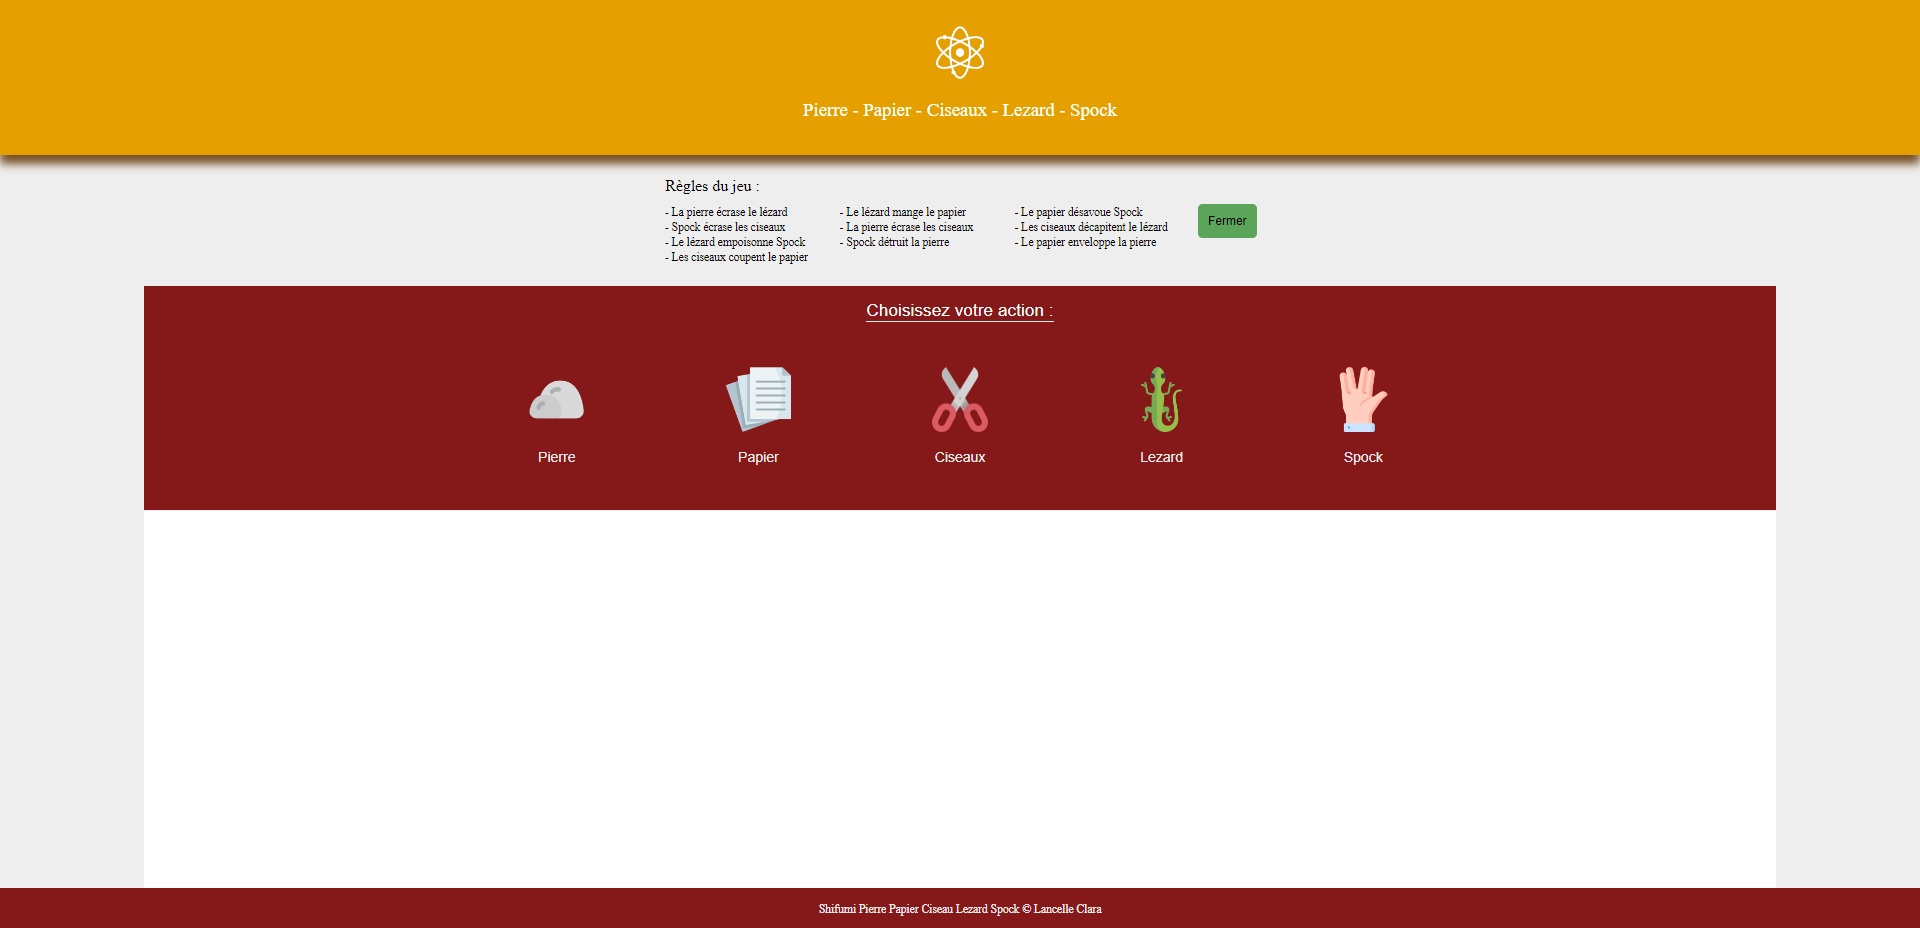 Pierre - Papier - Ciseaux - Lezard - Spock
Règles du jeu :
- La pierre écrase le lézard
- Spock écrase les ciseaux
- Le lézard empoisonne Spock
- Les ciseaux coupent le papier
- Le lézard mange le papier
- La pierre écrase les ciseaux
- Spock détruit la pierre
- Le papier désavoue Spock
- Les ciseaux décapitent le lézard
- Le papier enveloppe la pierre
Fermer
Choisissez votre action :
Pierre
Papier
Ciseaux
Lezard
Spock
Shifumi Pierre Papier Ciseau Lezard Spock © Lancelle Clara